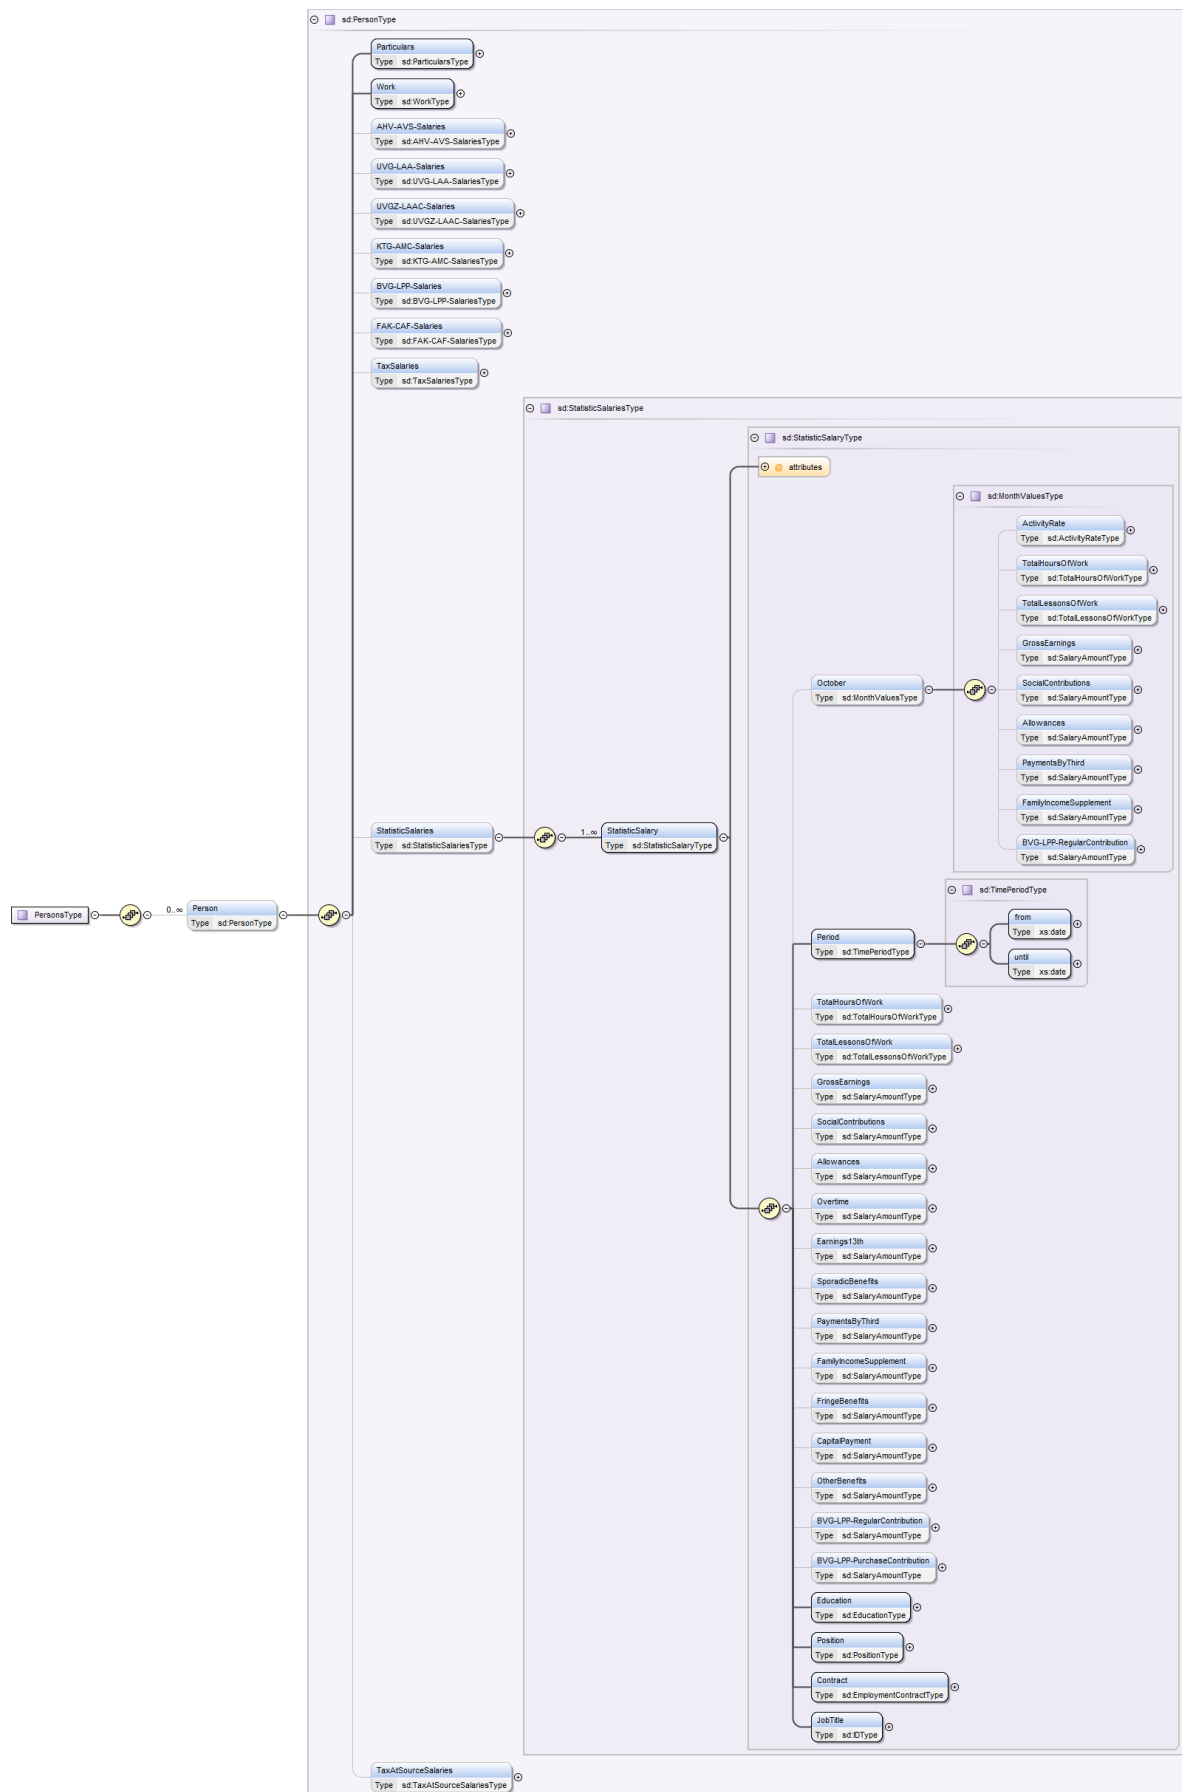 sd:PersonType
Particulars
Type sd:ParticularsType
Work
Type sd:WorkType
AHV-AVS-Salaries
Type sd:AHV-AVS-SalariesType
UVG-LAA-Salaries
Type sd:UVG-LAA-SalariesType
UVGZ-LAAC-Salaries
Type sd:UVGZ-LAAC-SalariesType
KTG-AMC-Salaries
Type sd:KTG-AMC-SalariesType
BVG-LPP-Salaries
Type sd:BVG-LPP-SalariesType
FAK-CAF-Salaries
Type sd:FAK-CAF-SalariesType
TaxSalaries
Type sd:TaxSalariesType
sd:StatisticSalariesType
sd:StatisticSalaryType
@ attributes
sd:MonthValuesType
ActivityRate
Type sd:ActivityRateType
TotalHoursOfWork
Type sd:TotalHoursOfWorkType
TotalLessonsOfWork
Type sd:TotalLessonsOfWorkType
GrossEarnings
Type sd:SalaryAmountType
October
Type sd:MonthValuesType
SocialContributions
Type sd:SalaryAmountType
Allowances
Type sd:SalaryAmountType
PaymentsByThird
Type sd:SalaryAmountType
FamilyIncomeSupplement
Type sd:SalaryAmountType
StatisticSalaries
Type sd:StatisticSalariesType
1..∞
StatisticSalary
Type sd:StatisticSalaryType
BVG-LPP-RegularContribution
Type sd:SalaryAmountType
sd:TimePeriodType
PersonsType
0..∞
Person
Type sd:PersonType
from
Type xs:date
Period
Type sd:TimePeriodType
until
Type xs:date
TotalHoursOfWork
Type sd:TotalHoursOfWorkType
TotalLessonsOfWork
Type sd:TotalLessonsOfWorkType
GrossEarnings
Type sd:SalaryAmountType
SocialContributions
Type sd:SalaryAmountType
Allowances
Type sd:SalaryAmountType
Overtime
Type sd:SalaryAmountType
Earnings13th
Type sd:SalaryAmountType
SporadicBenefits
Type sd:SalaryAmountType
PaymentsByThird
Type sd:SalaryAmountType
FamilyIncomeSupplement
Type sd:SalaryAmountType
FringeBenefits
Type sd:SalaryAmountType
CapitalPayment
Type sd:SalaryAmountType
OtherBenefits
Type sd:SalaryAmountType
BVG-LPP-RegularContribution
Type sd:SalaryAmountType
BVG-LPP-PurchaseContribution
Type sd:SalaryAmountType
Education
Type sd:EducationType
Position
Type sd:PositionType
Contract
Type sd:EmploymentContractType
JobTitle
Type sd:IDType
TaxAtSourceSalaries
Type sd:TaxAtSourceSalariesType